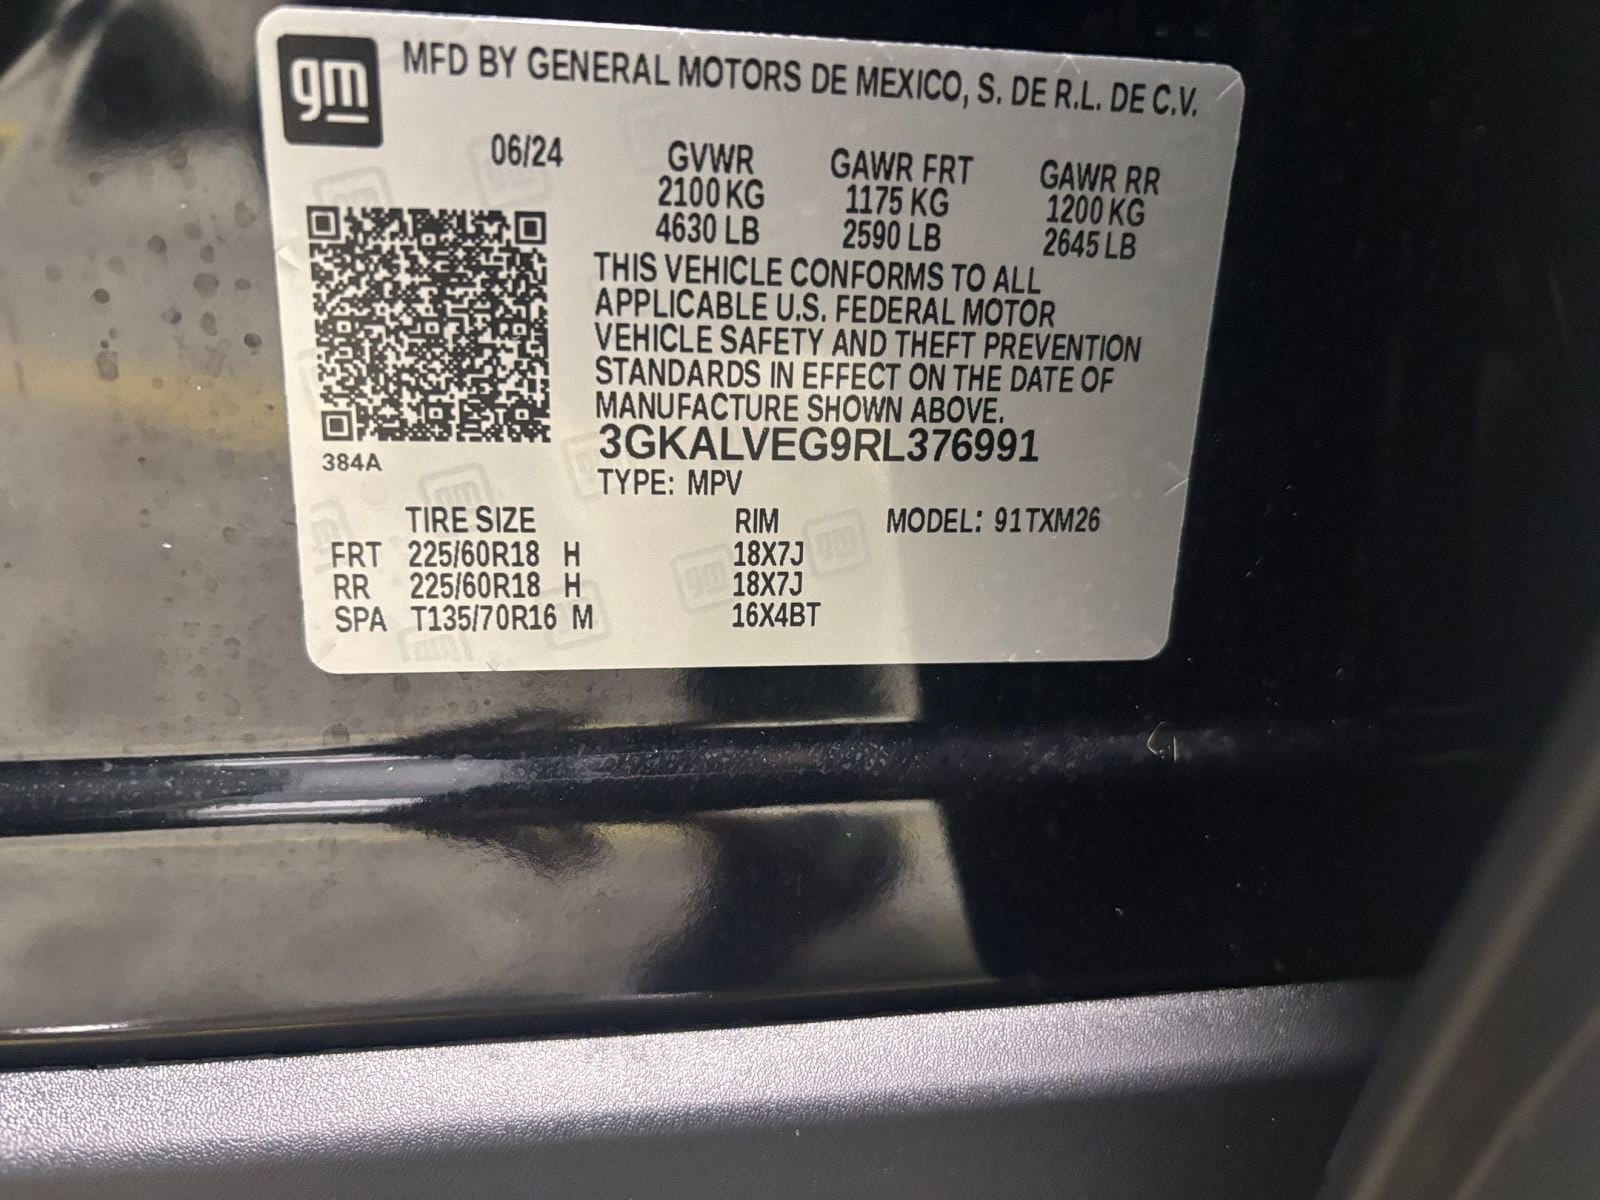 gm
MFD BY GENERAL MOTORS DE MEXICO, S. DE R.L. DE C.V.
06/24
GVWR GAWR FRT GAWR RR
2100 KG 1175 KG 1200 KG
4630 LB 2590 LB 2645 LB
THIS VEHICLE CONFORMS TO ALL
APPLICABLE U.S. FEDERAL MOTOR
VEHICLE SAFETY AND THEFT PREVENTION
STANDARDS IN EFFECT ON THE DATE OF
MANUFACTURE SHOWN ABOVE.
3GKALVEG9RL376991
384A
TYPE: MPV
TIRE SIZE RIM MODEL: 91TXM26
FRT 225/60R18 H 18X7J
RR 225/60R18 H 18X7J
SPA T135/70R16 M 16X4BT